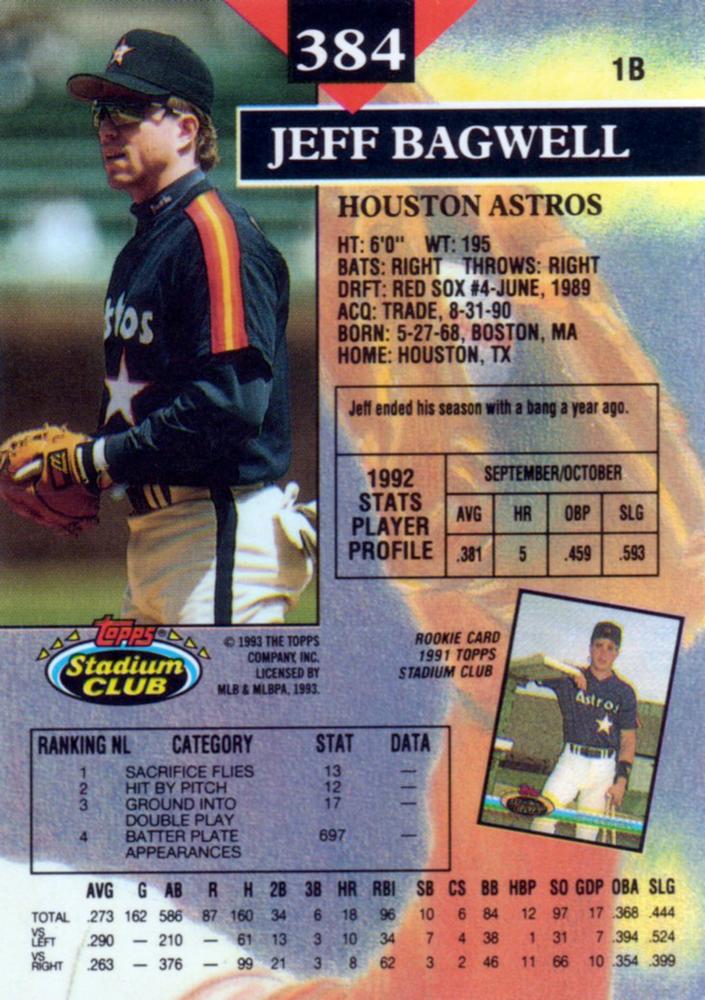 384
1B
JEFF BAGWELL
HOUSTON ASTROS
HT: 6'0" WT: 195
BATS: RIGHT THROWS: RIGHT
DRFT: RED SOX #4-JUNE, 1989
ACQ: TRADE, 8-31-90
BORN: 5-27-68, BOSTON, MA
HOME: HOUSTON, TX
stros
Jeff ended his season with a bang a year ago.
1992
STATS
PLAYER
PROFILE
SEPTEMBER/OCTOBER
AVG HR OBP SLG
.381 5 .459 .593
Topps
Stadium
CLUB
© 1993 THE TOPPS
COMPANY, INC.
LICENSED BY
MLB & MLBPA, 1993.
ROOKIE CARD
1991 TOPPS
STADIUM CLUB
Astros
RANKING NL CATEGORY STAT DATA
1 SACRIFICE FLIES 13 —
2 HIT BY PITCH 12 —
3 GROUND INTO 17 —
DOUBLE PLAY
4 BATTER PLATE 697 —
APPEARANCES
AVG G AB R H 2B 3B HR RBI SB CS BB HBP SO GDP OBA SLG
TOTAL .273 162 586 87 160 34 6 18 96 10 6 84 12 97 17 .368 .444
VS
LEFT .290 — 210 — 61 13 3 10 34 7 4 38 1 31 7 .394 .524
VS
RIGHT .263 — 376 — 99 21 3 8 62 3 2 46 11 66 10 .354 .399